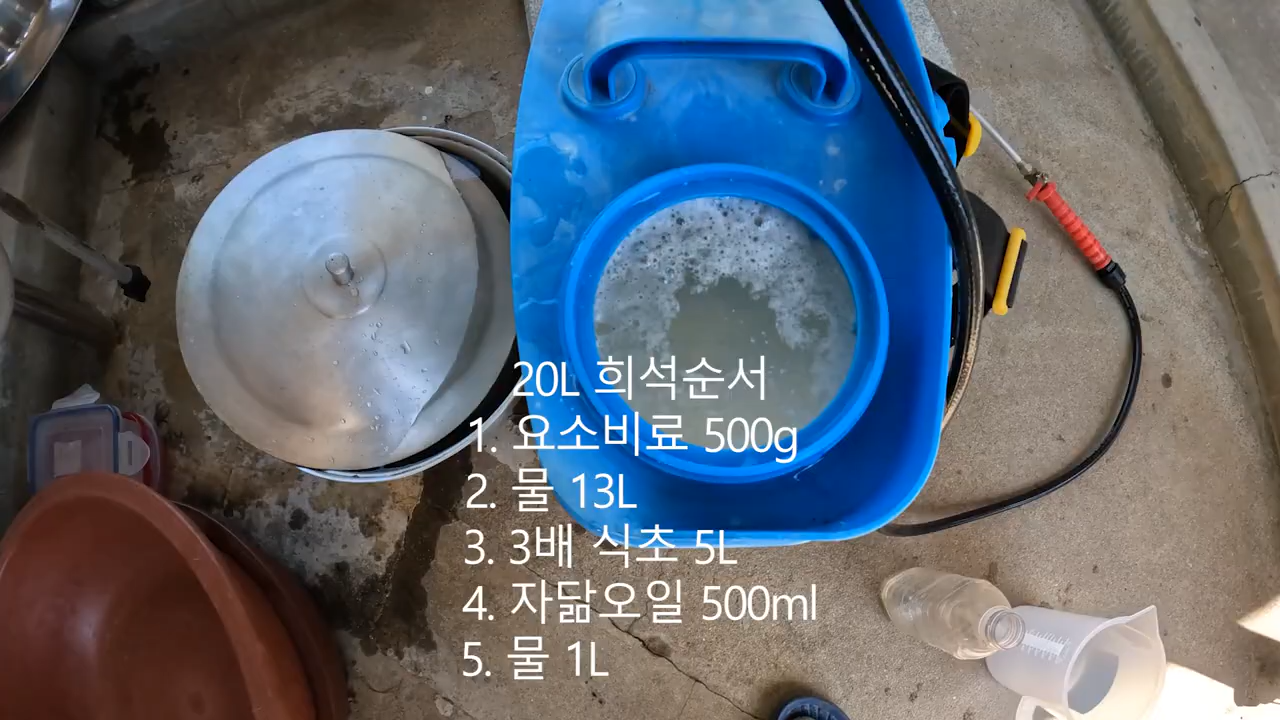 20L 희석순서
1. 요소비료 500g
2. 물 13L
3. 3배 식초 5L
4. 자닮오일 500ml
5. 물 1L